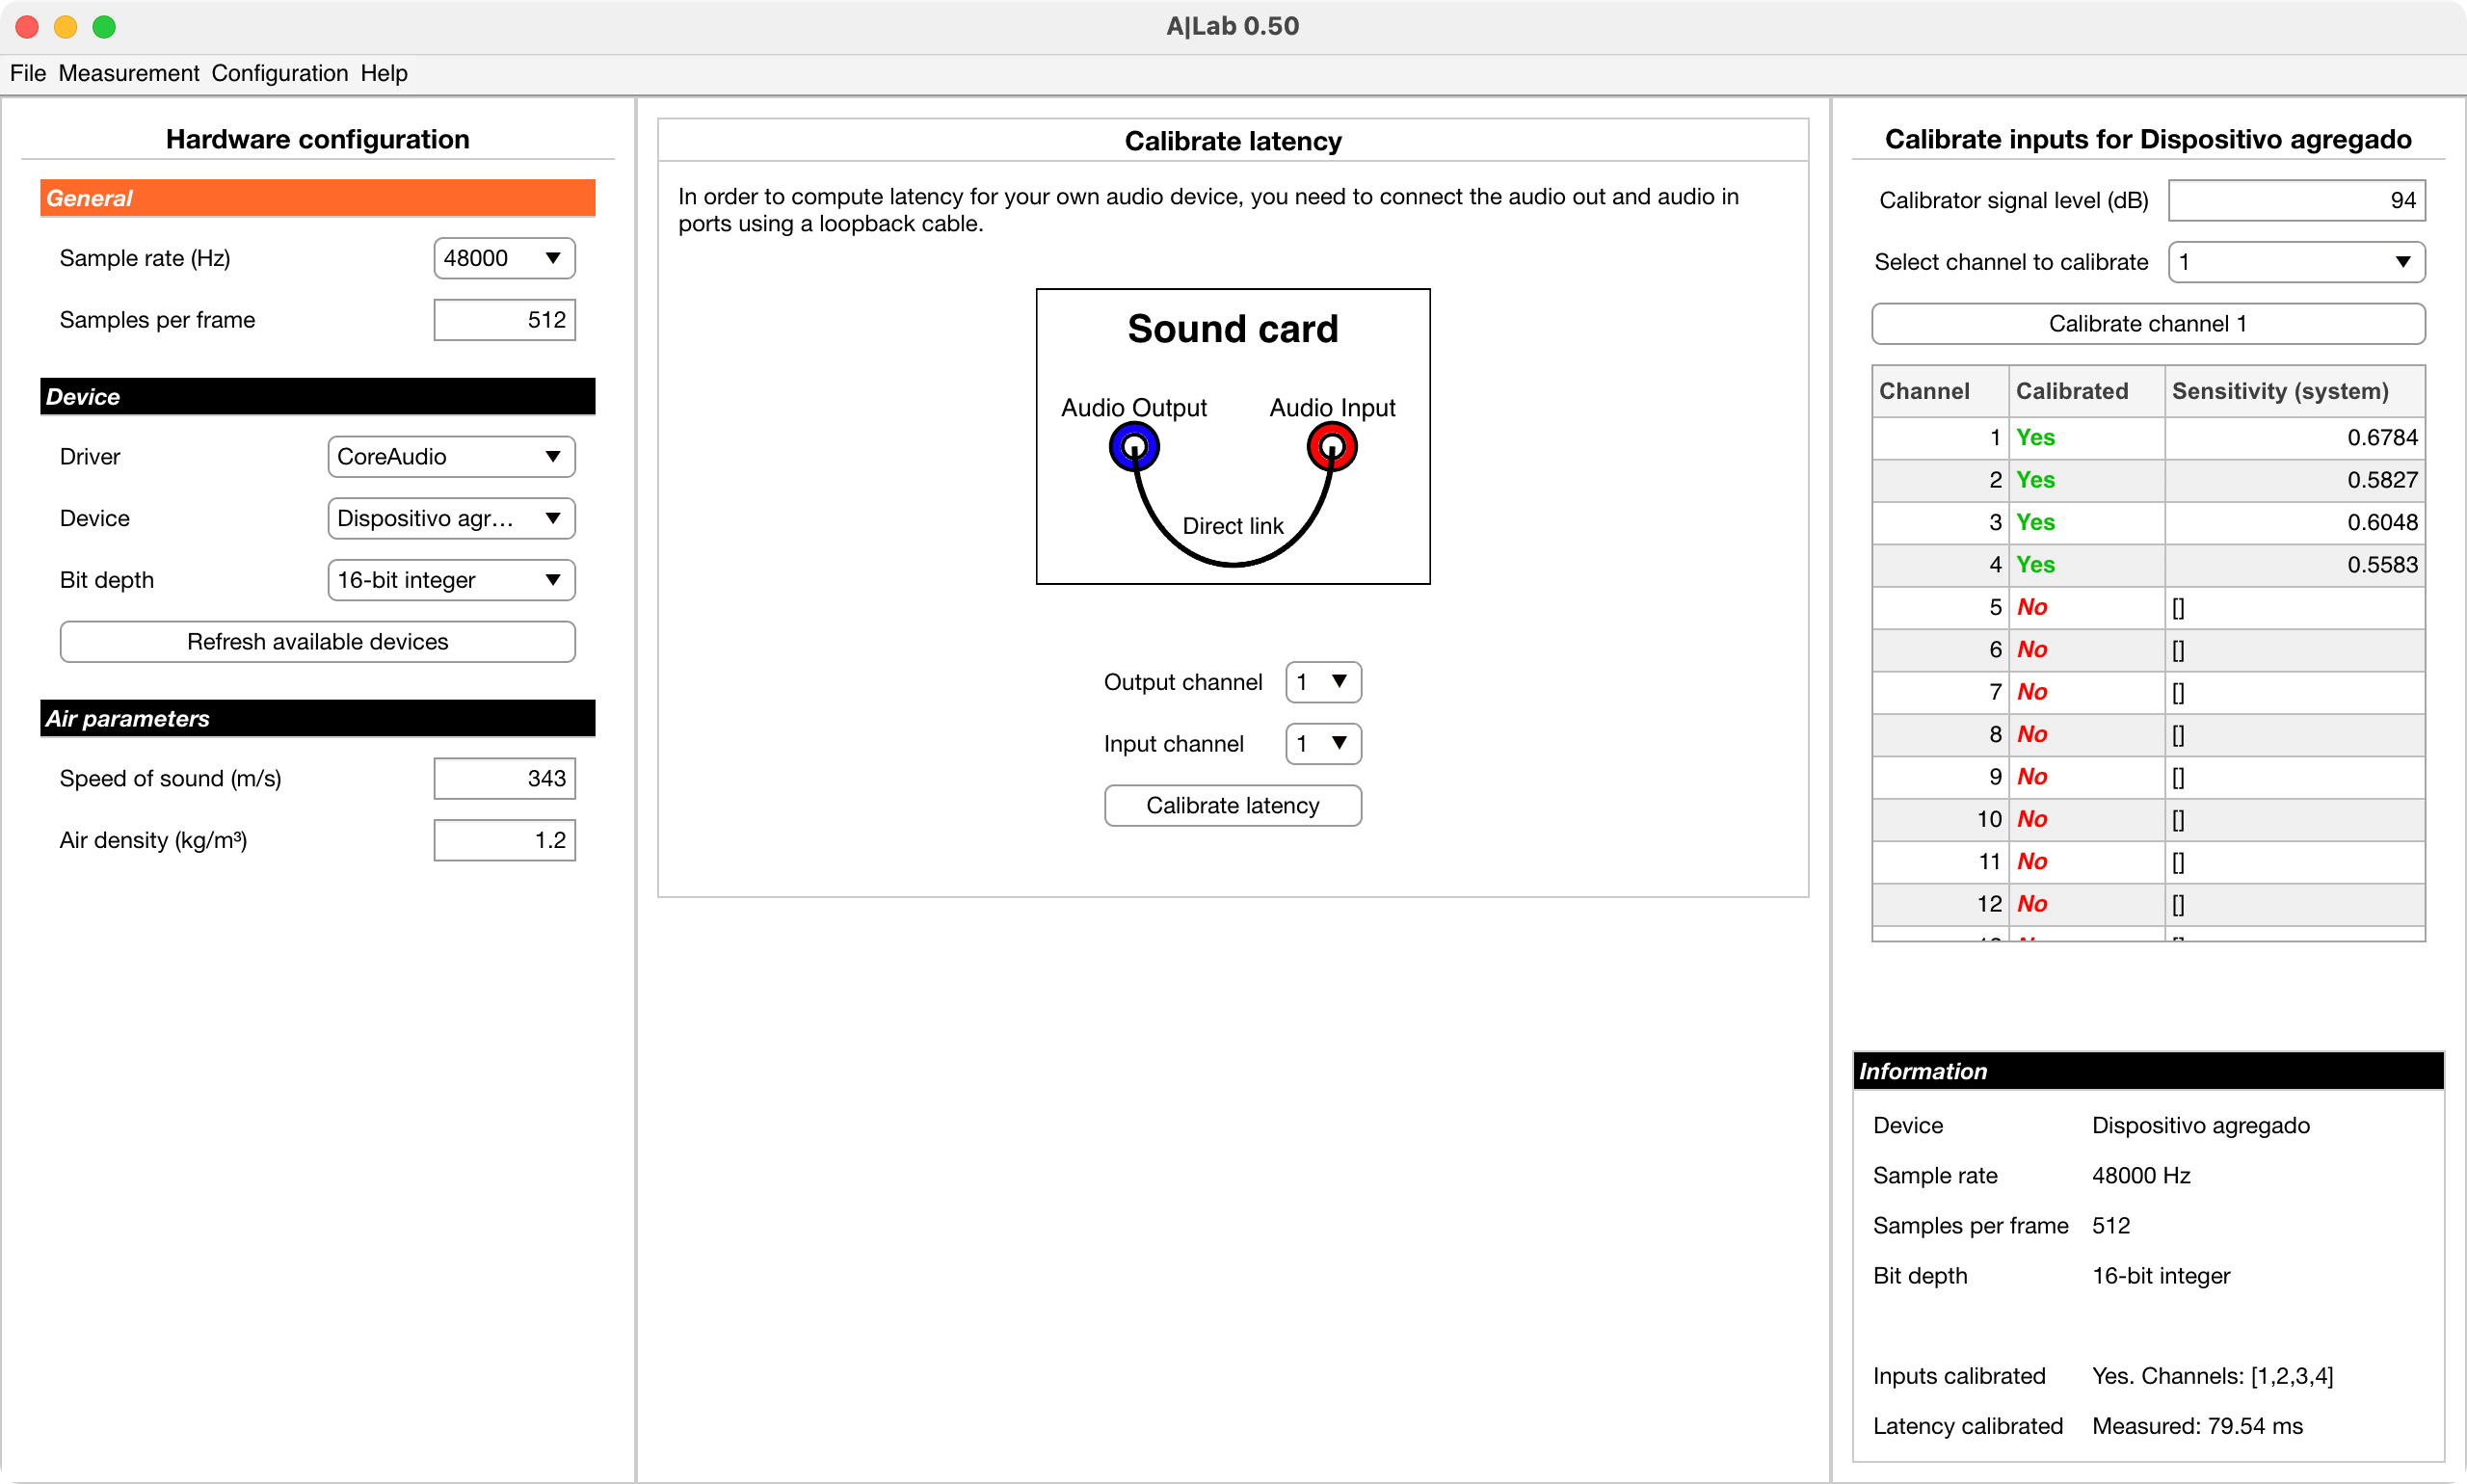 A|Lab 0.50
File Measurement Configuration Help
Hardware configuration
General
Sample rate (Hz) 48000
Samples per frame 512
Device
Driver CoreAudio
Device Dispositivo agr...
Bit depth 16-bit integer
Refresh available devices
Air parameters
Speed of sound (m/s) 343
Air density (kg/m³) 1.2
Calibrate latency
In order to compute latency for your own audio device, you need to connect the audio out and audio in
ports using a loopback cable.
Sound card
Audio Output Audio Input
Direct link
Output channel 1
Input channel 1
Calibrate latency
Calibrate inputs for Dispositivo agregado
Calibrator signal level (dB) 94
Select channel to calibrate 1
Calibrate channel 1
Channel Calibrated Sensitivity (system)
1 Yes 0.6784
2 Yes 0.5827
3 Yes 0.6048
4 Yes 0.5583
5 No []
6 No []
7 No []
8 No []
9 No []
10 No []
11 No []
12 No []
Information
Device Dispositivo agregado
Sample rate 48000 Hz
Samples per frame 512
Bit depth 16-bit integer
Inputs calibrated Yes. Channels: [1,2,3,4]
Latency calibrated Measured: 79.54 ms